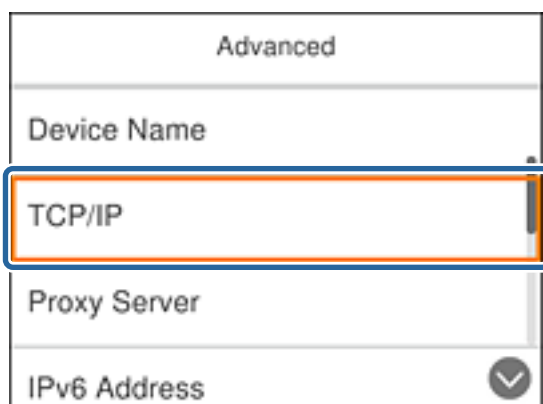 Advanced
Device Name
TCP/IP
Proxy Server
IPv6 Address